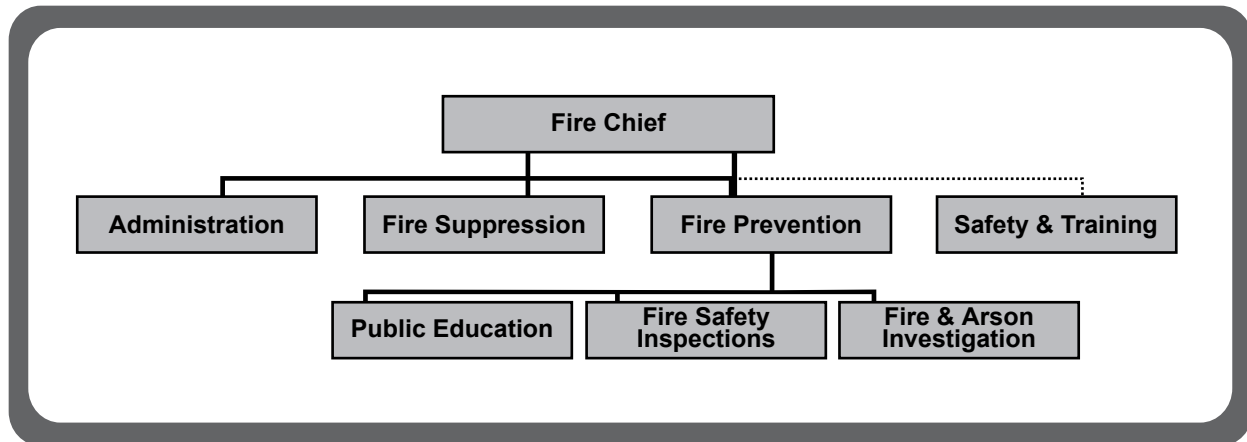 Fire Chief
Administration
Fire Suppression
Fire Prevention
Safety & Training
Public Education
Fire Safety
Inspections
Fire & Arson
Investigation